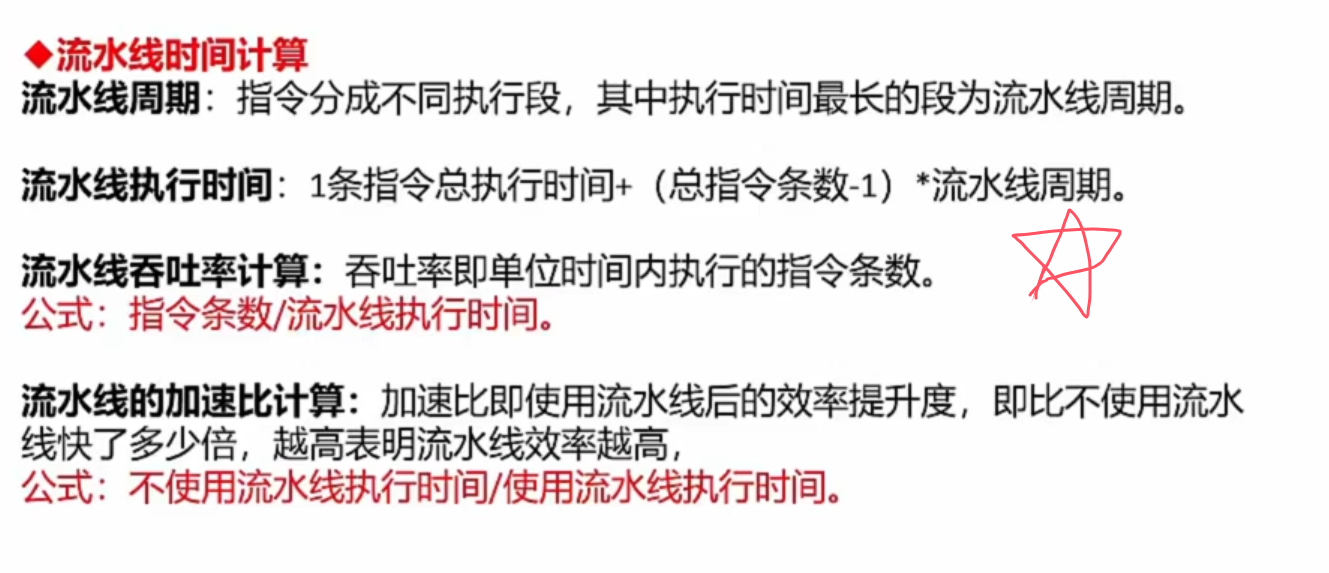 ◆流水线时间计算
流水线周期：指令分成不同执行段，其中执行时间最长的段为流水线周期。
流水线执行时间：1条指令总执行时间+（总指令条数-1）*流水线周期。
流水线吞吐率计算：吞吐率即单位时间内执行的指令条数。
公式：指令条数/流水线执行时间。
流水线的加速比计算：加速比即使用流水线后的效率提升度，即比不使用流水
线快了多少倍，越高表明流水线效率越高，
公式：不使用流水线执行时间/使用流水线执行时间。